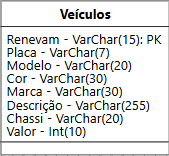 Veículos
Renevam - VarChar(15): PK
Placa - VarChar(7)
Modelo - VarChar(20)
Cor - VarChar(30)
Marca - VarChar(30)
Descrição - VarChar(255)
Chassi - VarChar(20)
Valor - Int(10)